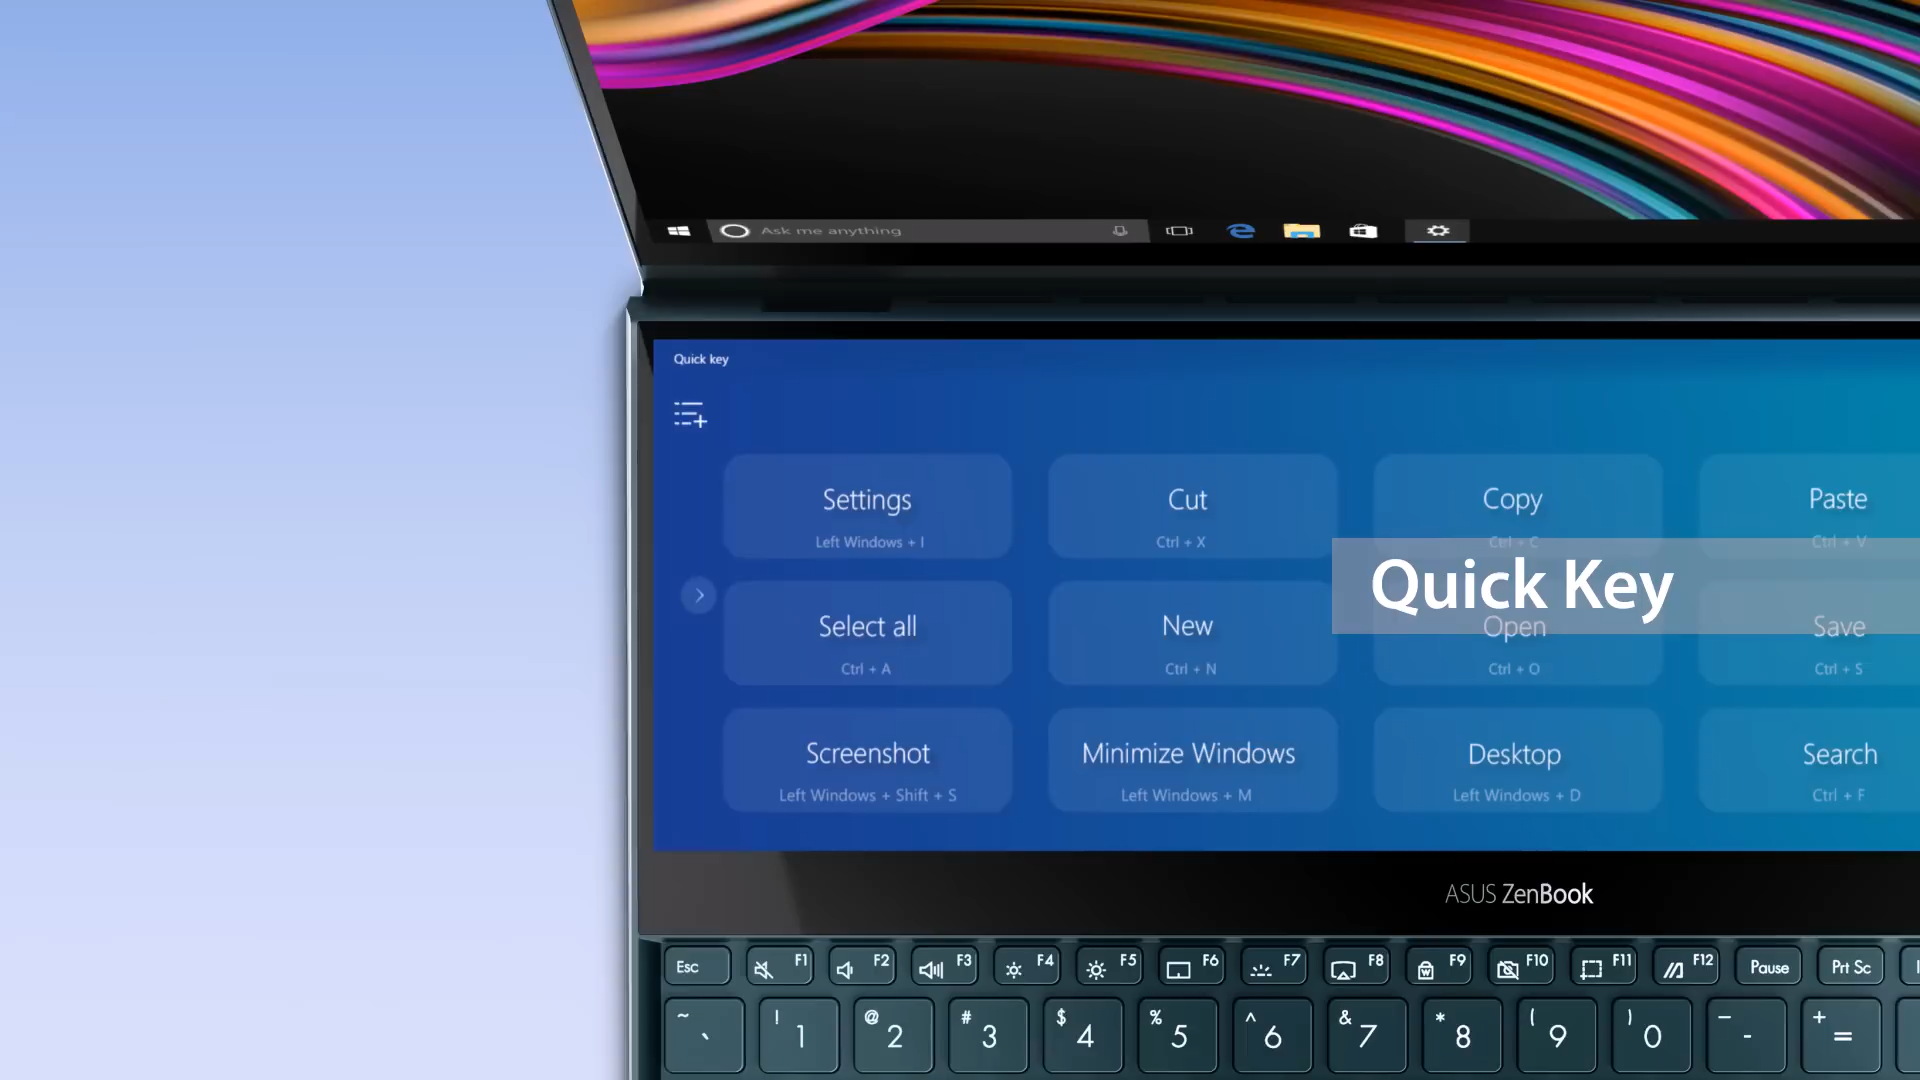 Ask me anything
Quick key
Settings
Left Windows + I
Cut
Ctrl + X
Copy
Ctrl + C
Paste
Ctrl + V
Quick Key
Select all
Ctrl + A
New
Ctrl + N
Open
Ctrl + O
Save
Ctrl + S
Screenshot
Left Windows + Shift + S
Minimize Windows
Left Windows + M
Desktop
Left Windows + D
Search
Ctrl + F
ASUS ZenBook
Esc F1 F2 F3 F4 F5 F6 F7 F8 F9 F10 F11 F12 Pause Prt Sc
~ ! @ # $ % ^ & * ( ) — +
` 1 2 3 4 5 6 7 8 9 0 - =